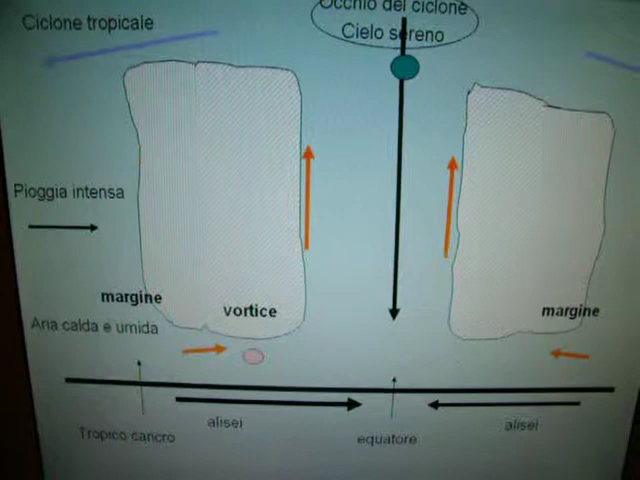 Occhio del ciclone
Ciclone tropicale
Cielo sereno
Pioggia intensa
margine
vortice
margine
Aria calda e umida
alisei
alisei
Tropico cancro
equatore